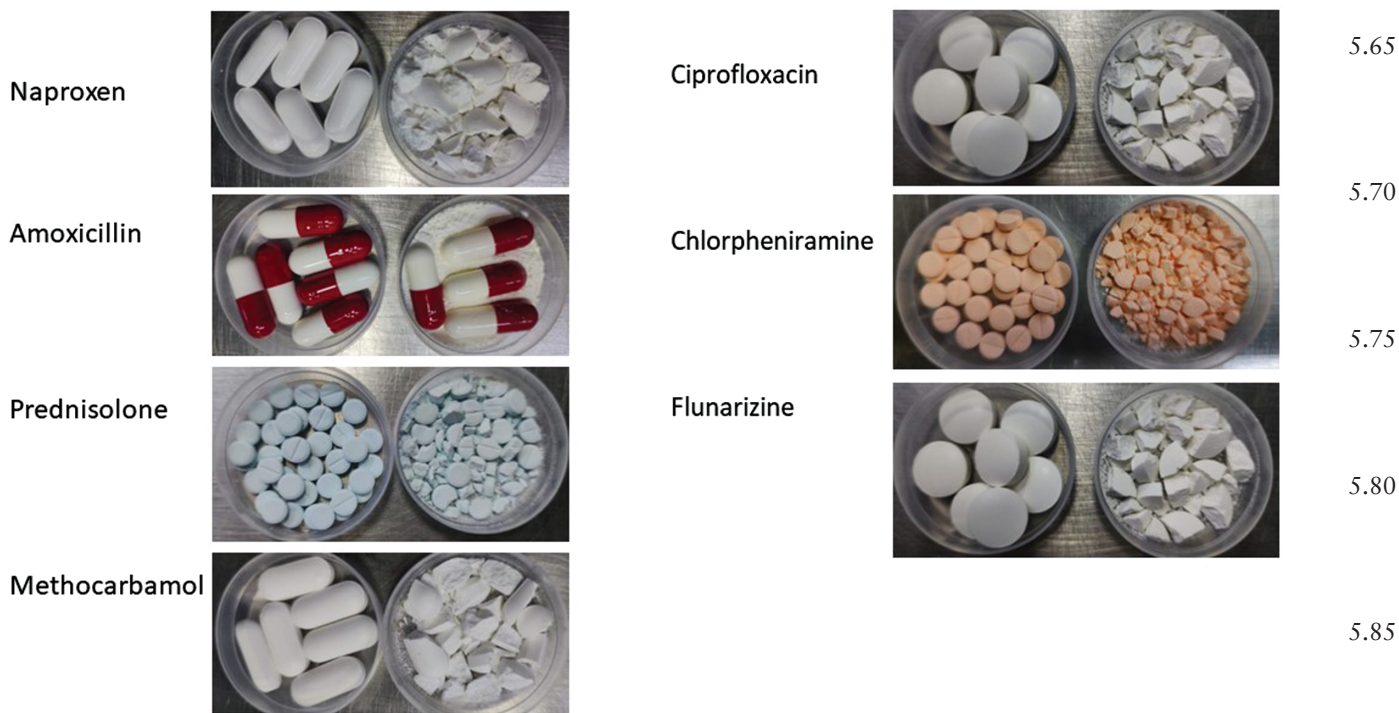 Naproxen
Amoxicillin
Prednisolone
Methocarbamol
Ciprofloxacin
Chlorpheniramine
Flunarizine
5.65
5.70
5.75
5.80
5.85